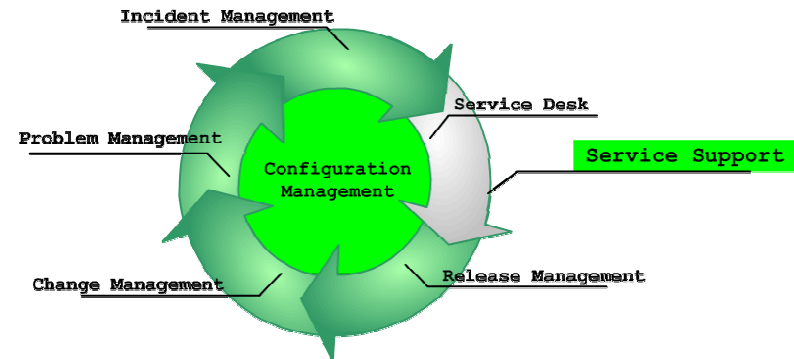 Incident Management
Service Desk
Problem Management
Service Support
Configuration
Management
Change Management
Release Management